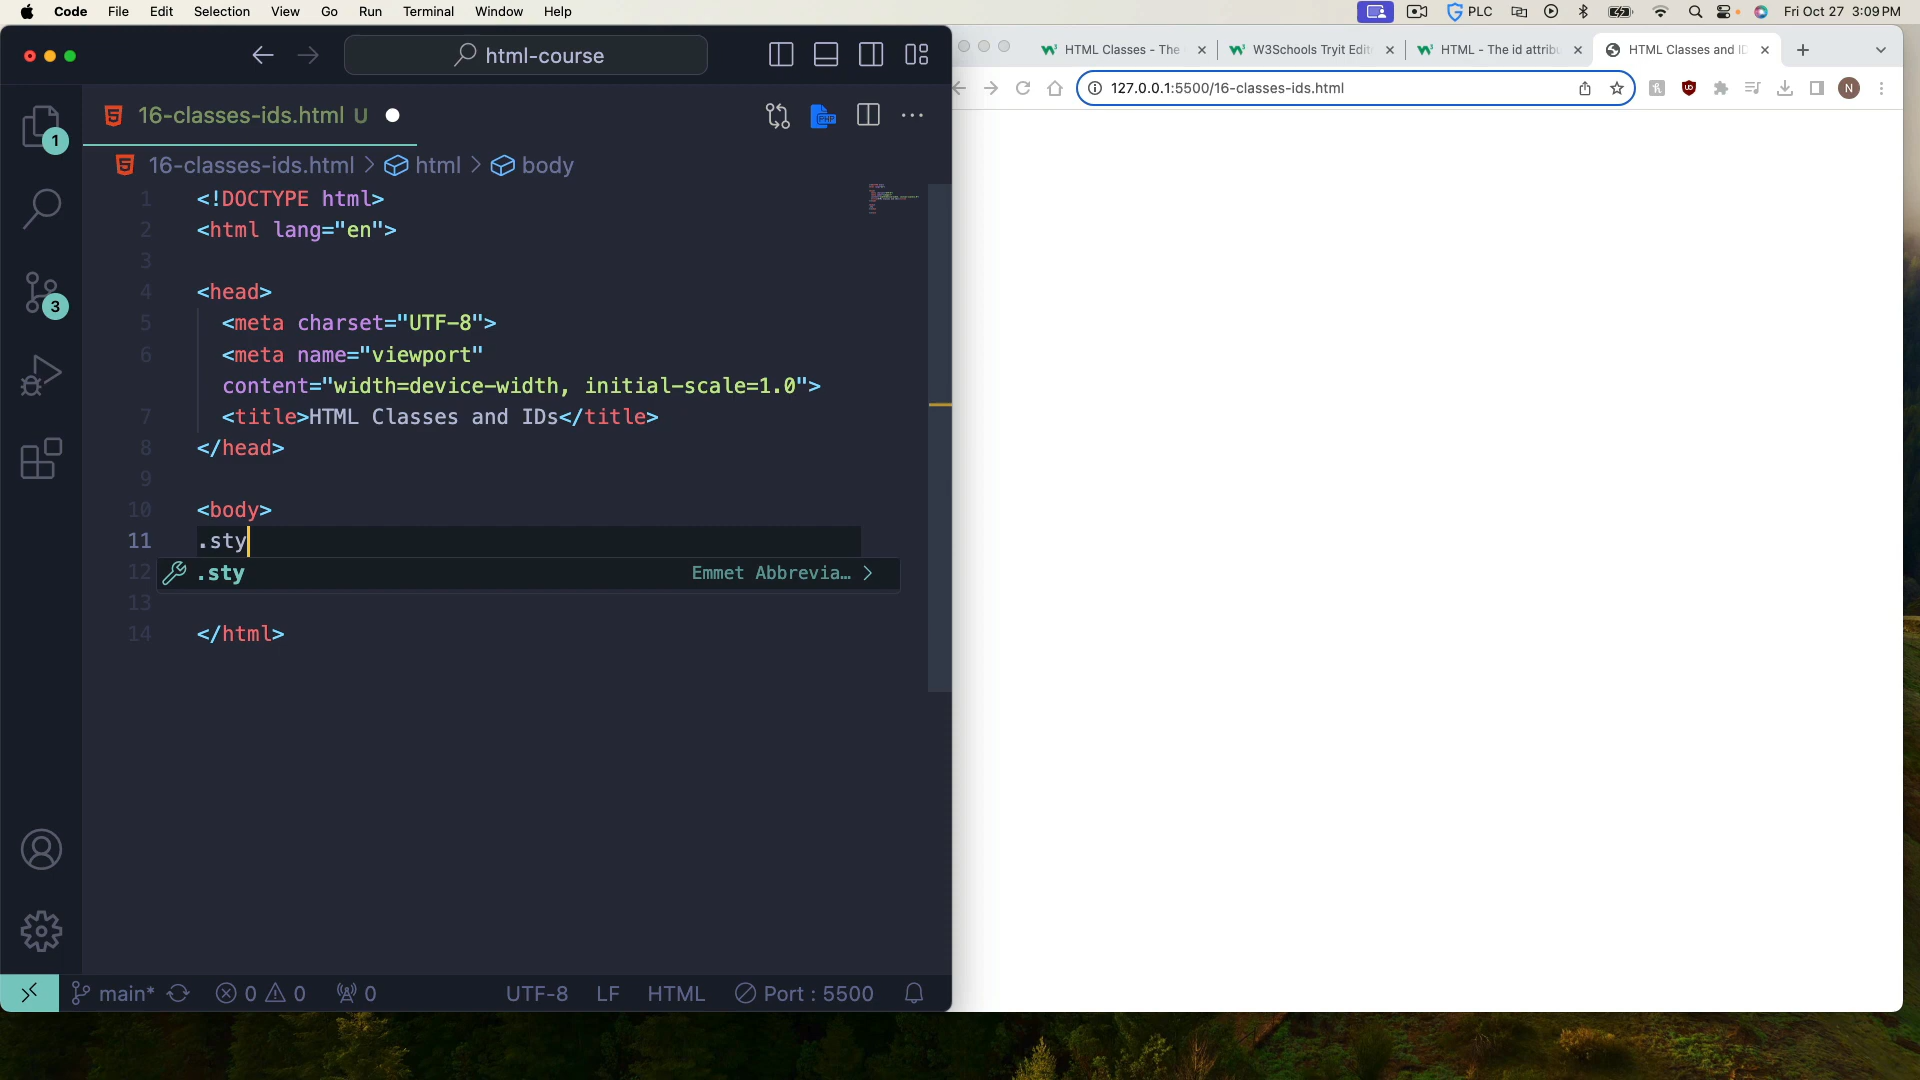 Code File Edit Selection View Go Run Terminal Window Help
PLC Fri Oct 27 3:09 PM
html-course
HTML Classes - The
W3Schools Tryit Edit
HTML - The id attribu
HTML Classes and ID
127.0.0.1:5500/16-classes-ids.html
N
16-classes-ids.html U
PHP
1
3
16-classes-ids.html > html > body
1 <!DOCTYPE html>
2 <html lang="en">
3
4 <head>
5 <meta charset="UTF-8">
6 <meta name="viewport"
content="width=device-width, initial-scale=1.0">
7 <title>HTML Classes and IDs</title>
8 </head>
9
10 <body>
11 .sty
12 .sty Emmet Abbrevia…
13
14 </html>
main* 0 0 0 UTF-8 LF HTML Port : 5500